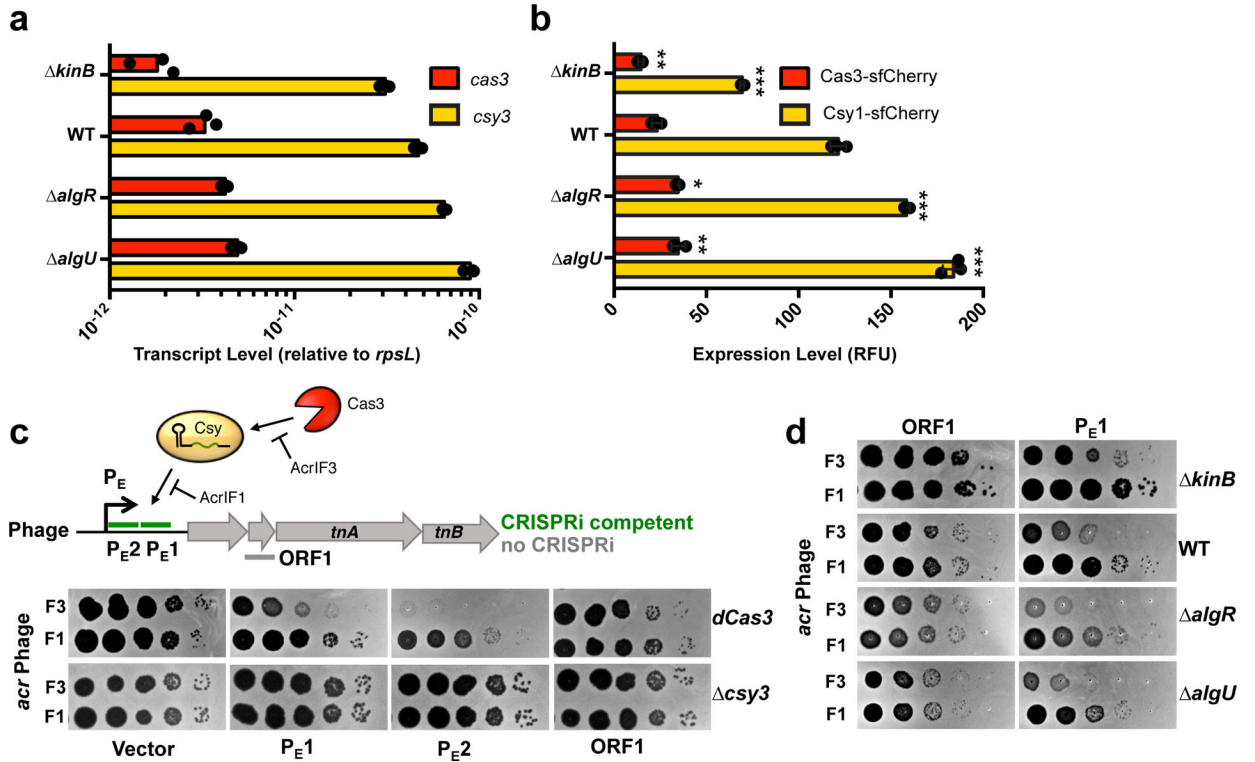 a
ΔkinB
WT
ΔalgR
ΔalgU
cas3
csy3
10-12
10-11
10-10
Transcript Level (relative to rpsL)
b
ΔkinB
**
***
WT
ΔalgR
*
***
ΔalgU
**
***
Cas3-sfCherry
Csy1-sfCherry
0
50
100
150
200
Expression Level (RFU)
c
Cas3
Csy
AcrIF3
PE
AcrIF1
Phage
tnA
tnB
CRISPRi competent
no CRISPRi
PE2 PE1
ORF1
acr Phage
F3
F1
dCas3
F3
F1
Δcsy3
Vector
PE1
PE2
ORF1
d
ORF1
PE1
acr Phage
F3
F1
ΔkinB
F3
F1
WT
F3
F1
ΔalgR
F3
F1
ΔalgU